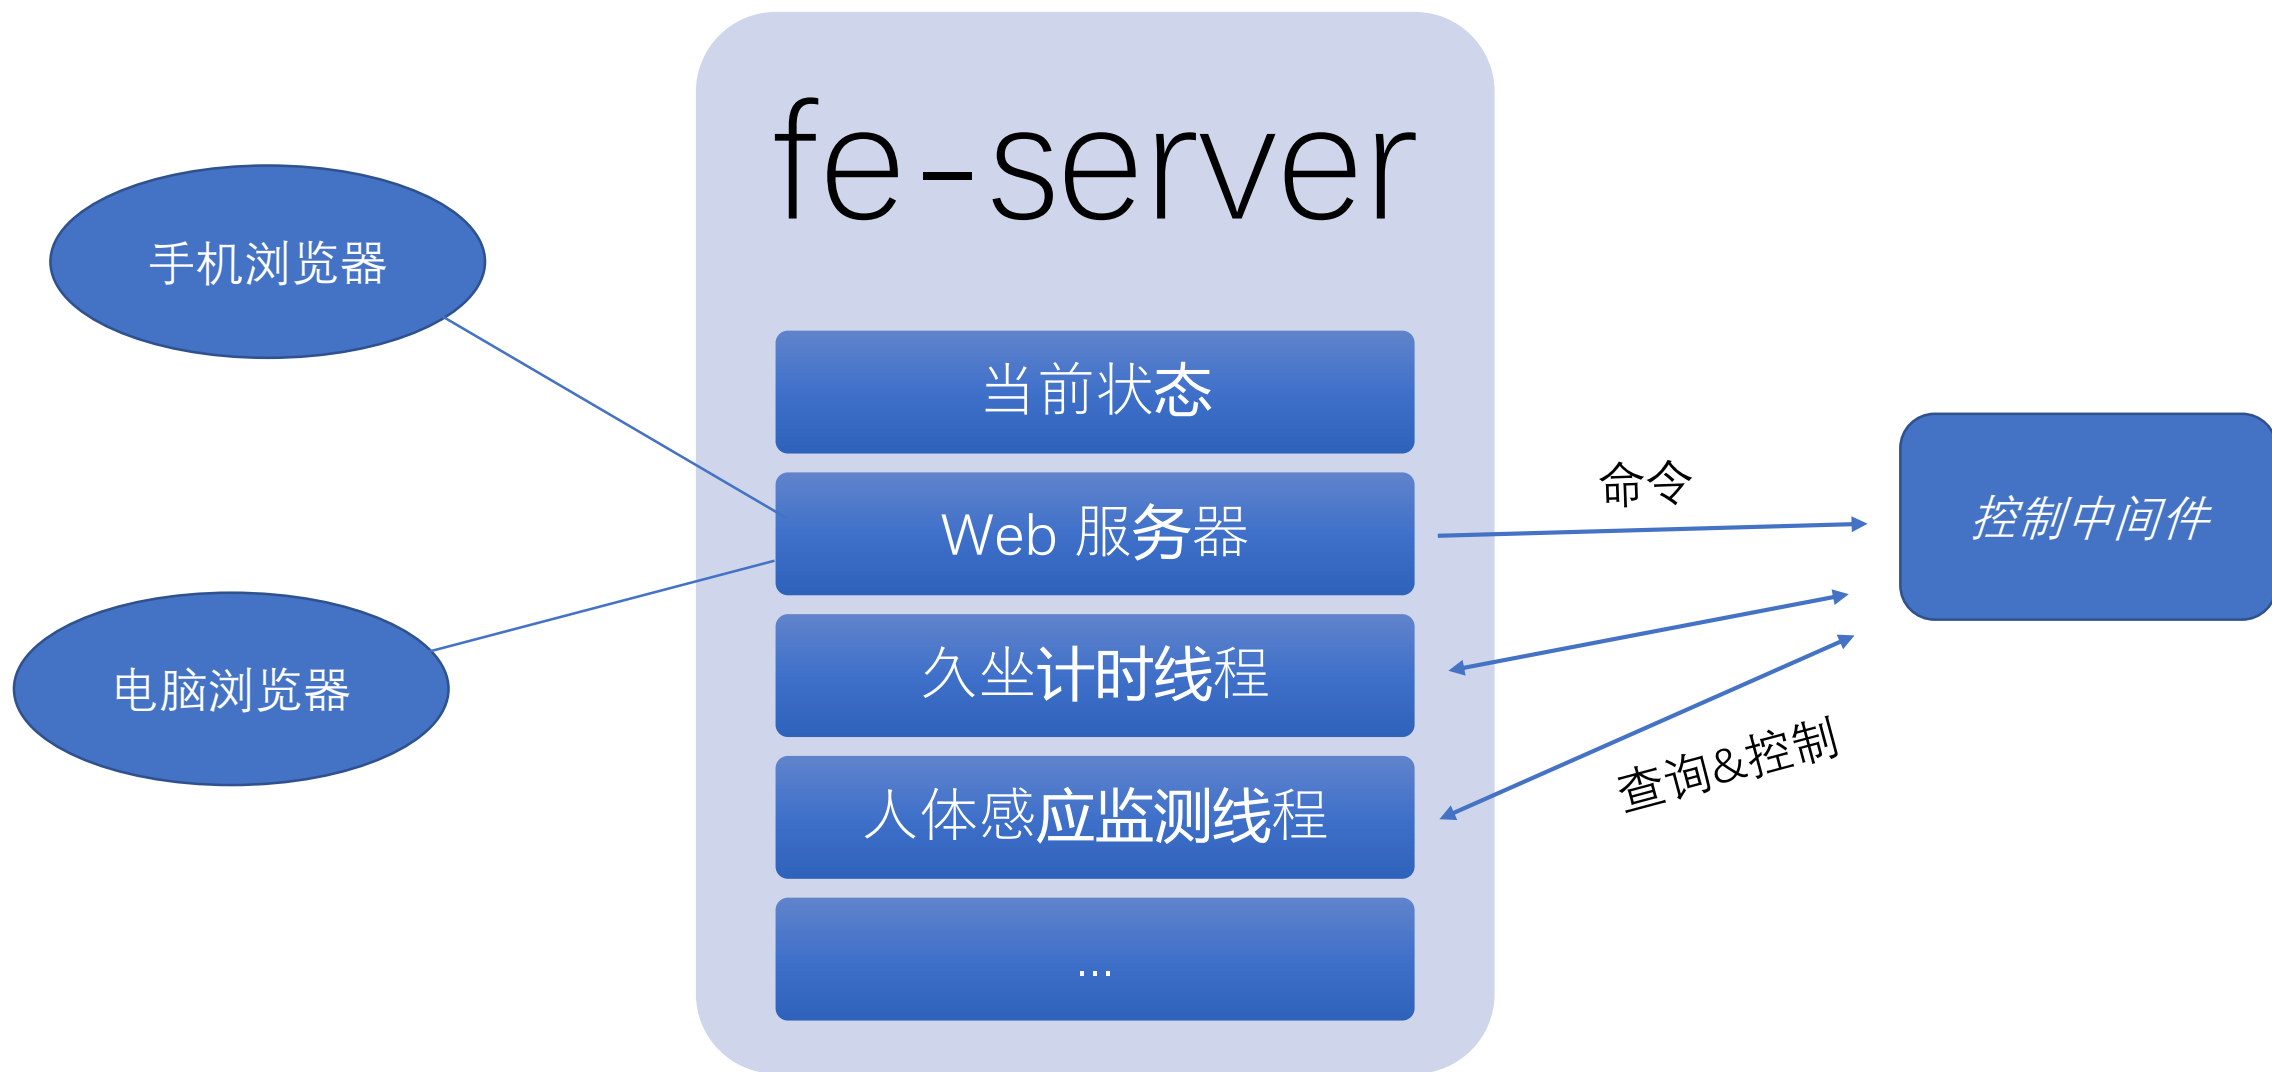 fe-server
手机浏览器
电脑浏览器
当前状态
Web 服务器
久坐计时线程
人体感应监测线程
...
命令
查询&控制
控制中间件